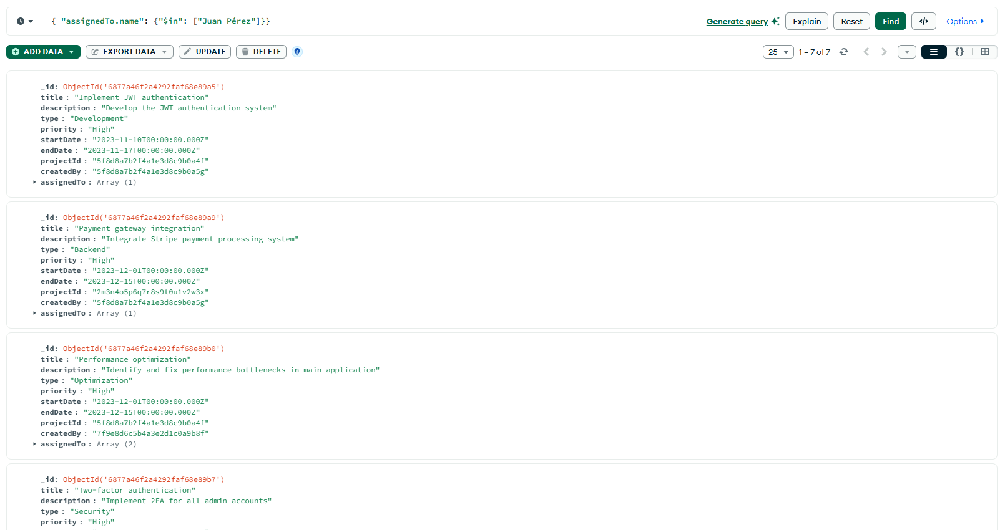 { "assignedTo.name": {"$in": ["Juan Pérez"]}}
Generate query
Explain
Reset
Find
</>
Options
ADD DATA
EXPORT DATA
UPDATE
DELETE
25
1 – 7 of 7
{}
_id: ObjectId('6877a46f2a4292faf68e89a5')
title : "Implement JWT authentication"
description : "Develop the JWT authentication system"
type : "Development"
priority : "High"
startDate : "2023-11-10T00:00:00.000Z"
endDate : "2023-11-17T00:00:00.000Z"
projectId : "5f8d8a7b2f4a1e3d8c9b0a4f"
createdBy : "5f8d8a7b2f4a1e3d8c9b0a5g"
assignedTo : Array (1)
_id: ObjectId('6877a46f2a4292faf68e89a9')
title : "Payment gateway integration"
description : "Integrate Stripe payment processing system"
type : "Backend"
priority : "High"
startDate : "2023-12-01T00:00:00.000Z"
endDate : "2023-12-15T00:00:00.000Z"
projectId : "2m3n4o5p6q7r8s9t0u1v2w3x"
createdBy : "5f8d8a7b2f4a1e3d8c9b0a5g"
assignedTo : Array (1)
_id: ObjectId('6877a46f2a4292faf68e89b0')
title : "Performance optimization"
description : "Identify and fix performance bottlenecks in main application"
type : "Optimization"
priority : "High"
startDate : "2023-12-01T00:00:00.000Z"
endDate : "2023-12-15T00:00:00.000Z"
projectId : "5f8d8a7b2f4a1e3d8c9b0a4f"
createdBy : "7f9e8d6c5b4a3e2d1c0a9b8f"
assignedTo : Array (2)
_id: ObjectId('6877a46f2a4292faf68e89b7')
title : "Two-factor authentication"
description : "Implement 2FA for all admin accounts"
type : "Security"
priority : "High"